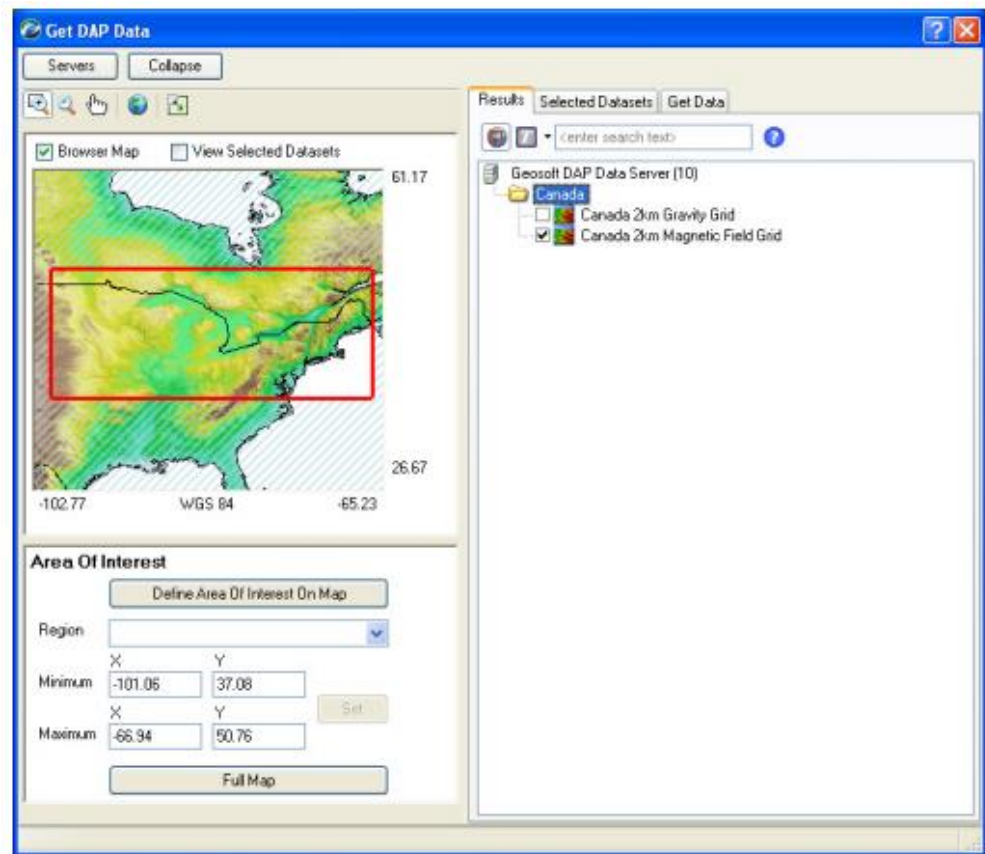 Get DAP Data
Servers Collapse
Results Selected Datasets Get Data
<enter search text>
Browser Map View Selected Datasets
61.17
26.67
-102.77 WGS 84 -65.23
Geosoft DAP Data Server (10)
Canada
Canada 2km Gravity Grid
Canada 2km Magnetic Field Grid
Area Of Interest
Define Area Of Interest On Map
Region
X Y
Minimum -101.06 37.08
Set
X Y
Maximum -66.94 50.76
Full Map